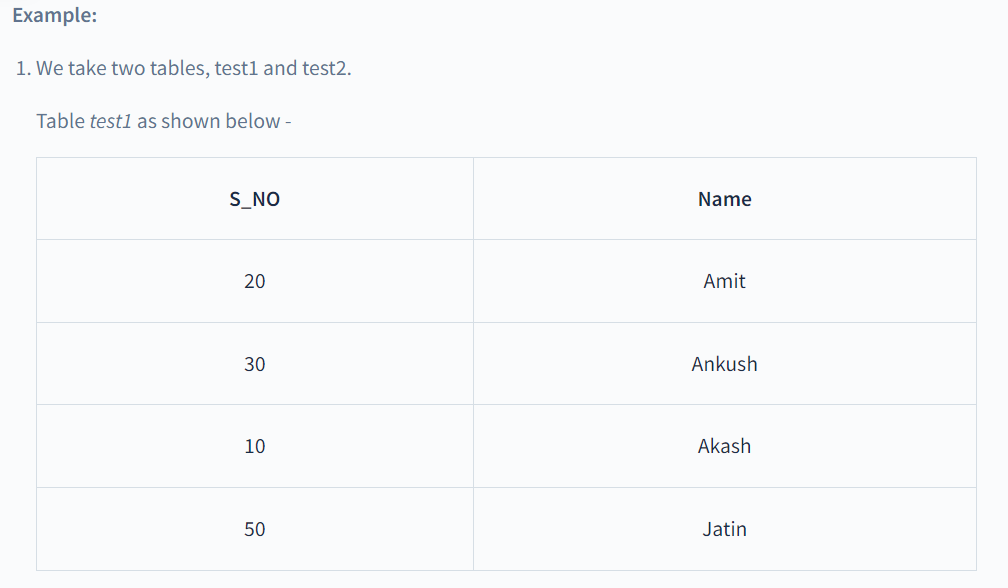 Example:
1. We take two tables, test1 and test2.
Table test1 as shown below -
S_NO Name
20 Amit
30 Ankush
10 Akash
50 Jatin